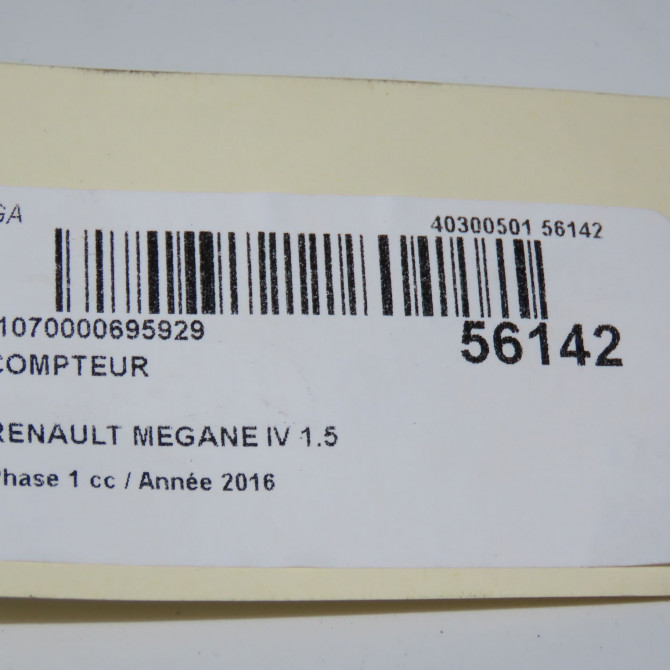 GA
40300501 56142
1070000695929
56142
COMPTEUR
RENAULT MEGANE IV 1.5
Phase 1 cc / Année 2016